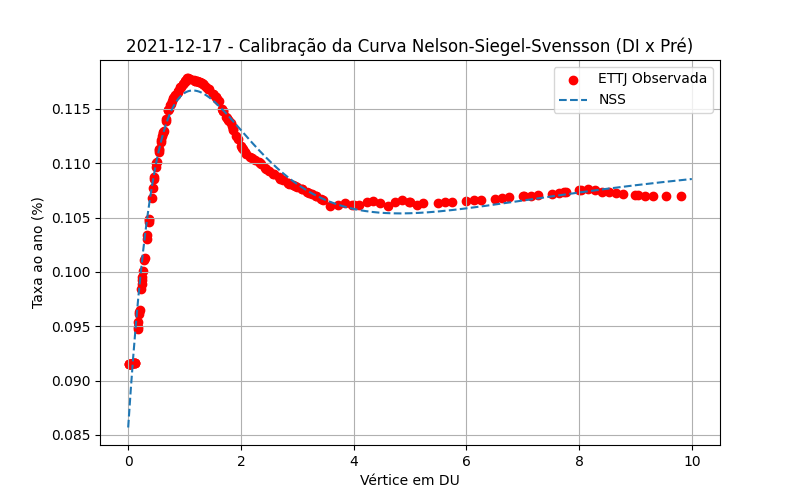 2021-12-17 - Calibração da Curva Nelson-Siegel-Svensson (DI x Pré)
ETTJ Observada
NSS
Taxa ao ano (%)
0.115
0.110
0.105
0.100
0.095
0.090
0.085
0 2 4 6 8 10
Vértice em DU